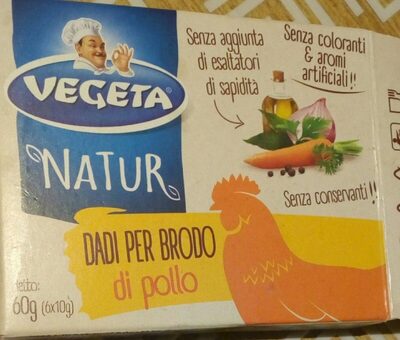 VEGETA
NATUR
Senza aggiunta
di esaltatori
di sapidità
Senza coloranti
& aromi
artificiali!!
Senza conservanti!!
DADI PER BRODO
di pollo
60g (6x10g)